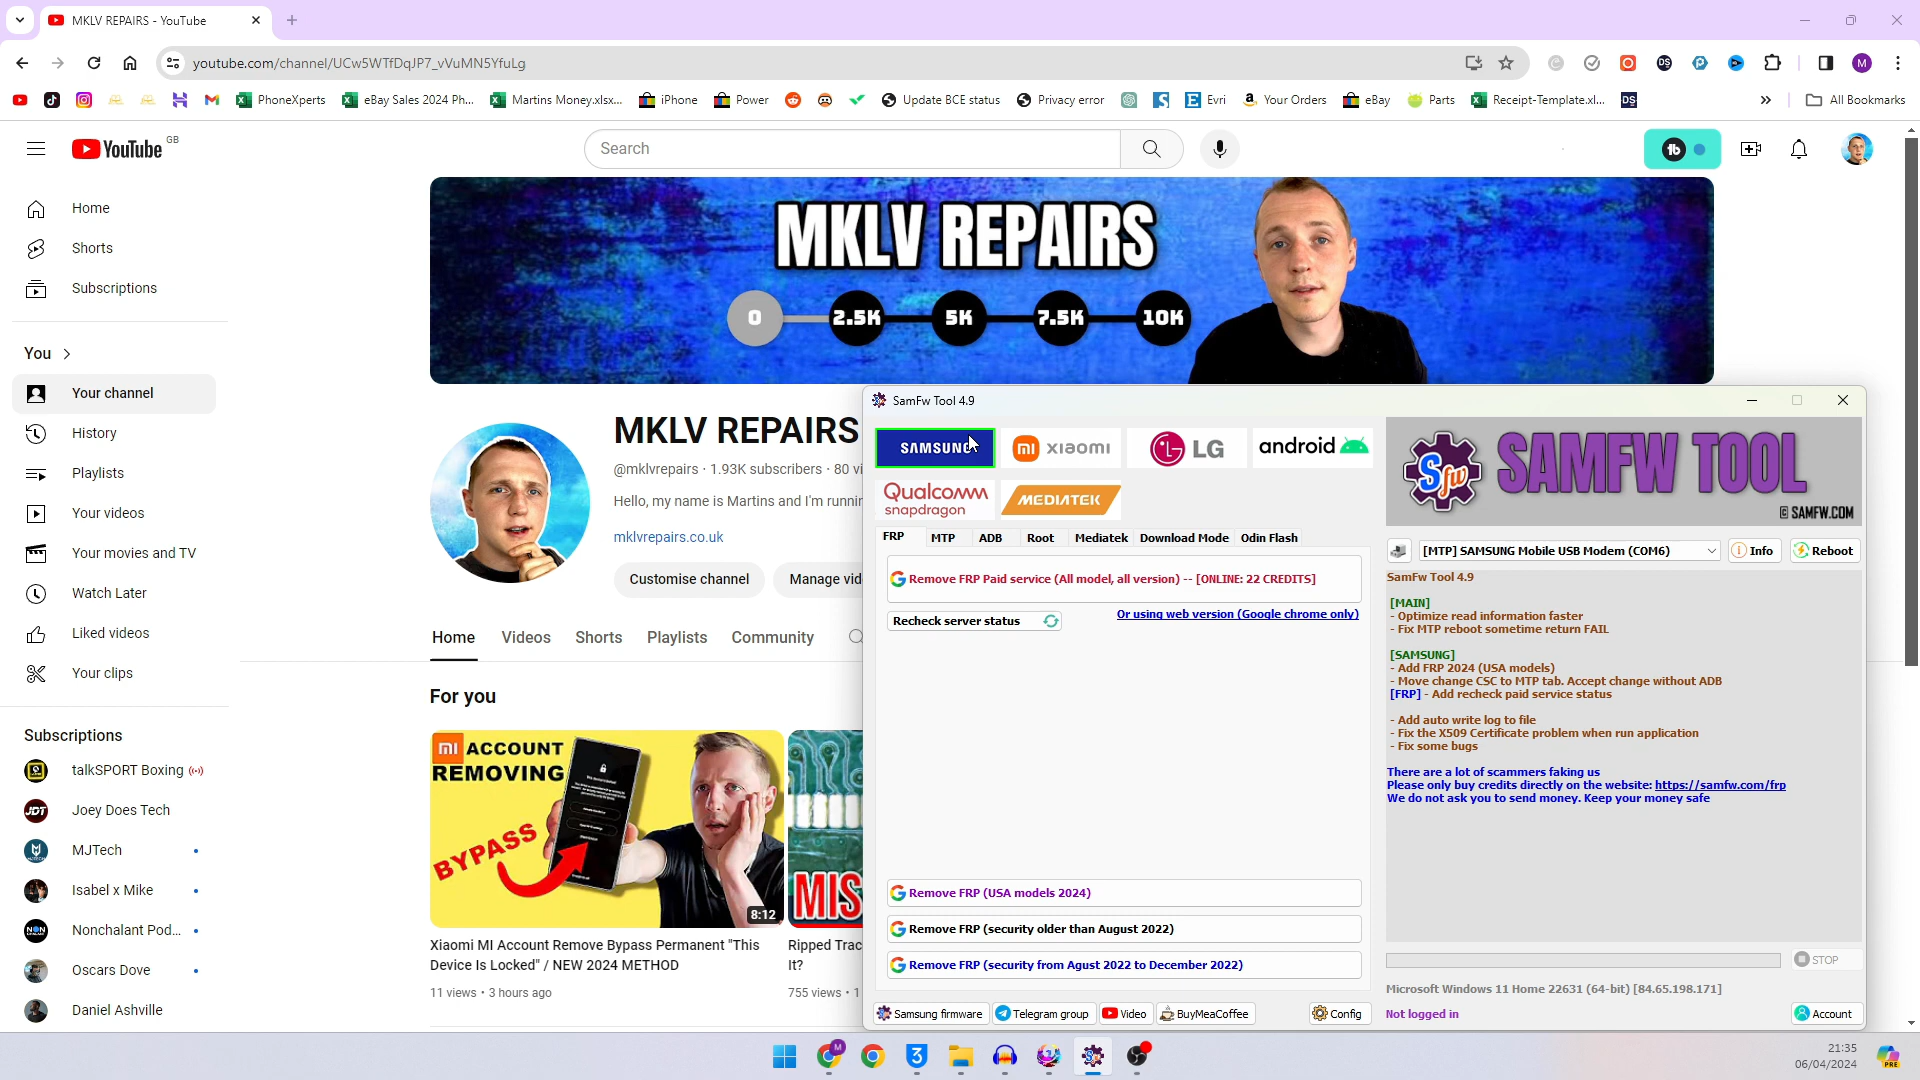 MKLV REPAIRS - YouTube
youtube.com/channel/UCw5WTfDqJP7_vVuMN5YfuLg
PhoneXperts
eBay Sales 2024 Ph...
Martins Money.xlsx...
iPhone
Power
Update BCE status
Privacy error
Evri
Your Orders
eBay
Parts
Receipt-Template.xl...
All Bookmarks
YouTube GB
Search
Home
Shorts
Subscriptions
You
Your channel
History
Playlists
Your videos
Your movies and TV
Watch Later
Liked videos
Your clips
Subscriptions
talkSPORT Boxing
Joey Does Tech
MJTech
Isabel x Mike
Nonchalant Pod...
Oscars Dove
Daniel Ashville
MKLV REPAIRS
0 2.5K 5K 7.5K 10K
MKLV REPAIRS
@mklvrepairs · 1.93K subscribers · 80 vi
Hello, my name is Martins and I'm runnin
mklvrepairs.co.uk
Customise channel
Manage vid
Home Videos Shorts Playlists Community
For you
ACCOUNT
REMOVING
BYPASS
8:12
MIS
Xiaomi MI Account Remove Bypass Permanent "This
Device Is Locked" / NEW 2024 METHOD
11 views · 3 hours ago
Ripped Trac
It?
755 views · 1
SamFw Tool 4.9
SAMSUNG
xiaomi
LG
android
Qualcomm
snapdragon
MEDIATEK
FRP MTP ADB Root Mediatek Download Mode Odin Flash
Remove FRP Paid service (All model, all version) -- [ONLINE: 22 CREDITS]
Recheck server status
Or using web version (Google chrome only)
Remove FRP (USA models 2024)
Remove FRP (security older than August 2022)
Remove FRP (security from Agust 2022 to December 2022)
Samsung firmware
Telegram group
Video
BuyMeaCoffee
Config
Sfw
SAMFW TOOL
© SAMFW.COM
[MTP] SAMSUNG Mobile USB Modem (COM6)
Info
Reboot
SamFw Tool 4.9
[MAIN]
- Optimize read information faster
- Fix MTP reboot sometime return FAIL
[SAMSUNG]
- Add FRP 2024 (USA models)
- Move change CSC to MTP tab. Accept change without ADB
[FRP] - Add recheck paid service status
- Add auto write log to file
- Fix the X509 Certificate problem when run application
- Fix some bugs
There are a lot of scammers faking us
Please only buy credits directly on the website: https://samfw.com/frp
We do not ask you to send money. Keep your money safe
STOP
Microsoft Windows 11 Home 22631 (64-bit) [84.65.198.171]
Not logged in
Account
21:35
06/04/2024